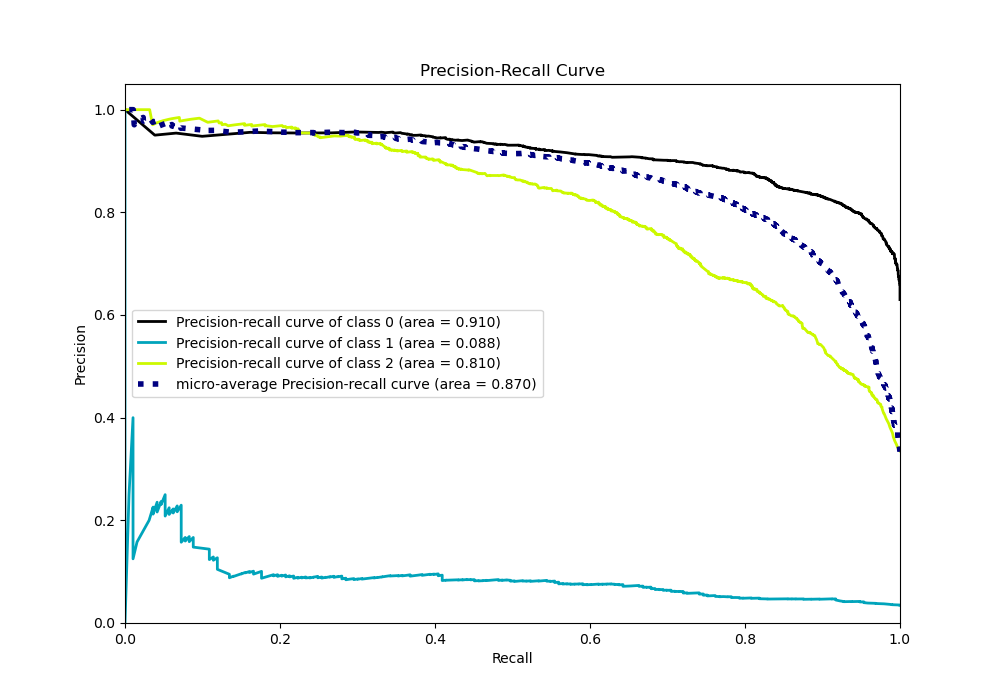 Precision-Recall Curve
Precision
1.0
0.8
0.6
0.4
0.2
0.0
Precision-recall curve of class 0 (area = 0.910)
Precision-recall curve of class 1 (area = 0.088)
Precision-recall curve of class 2 (area = 0.810)
micro-average Precision-recall curve (area = 0.870)
0.0 0.2 0.4 0.6 0.8 1.0
Recall